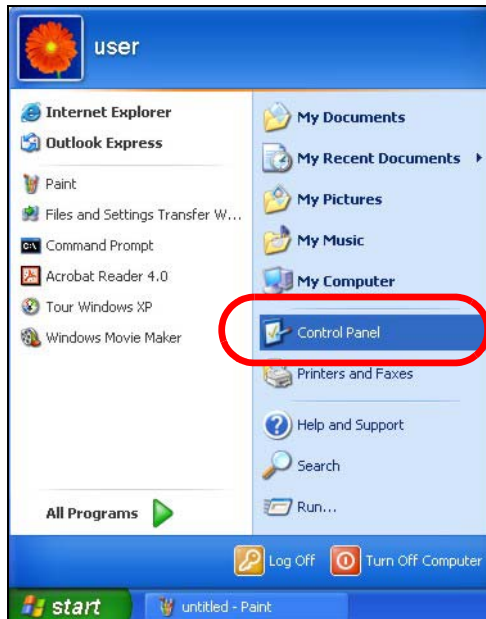 user
Internet Explorer
Outlook Express
Paint
Files and Settings Transfer W...
Command Prompt
Acrobat Reader 4.0
Tour Windows XP
Windows Movie Maker
All Programs
My Documents
My Recent Documents
My Pictures
My Music
My Computer
Control Panel
Printers and Faxes
Help and Support
Search
Run...
Log Off
Turn Off Computer
start
untitled - Paint